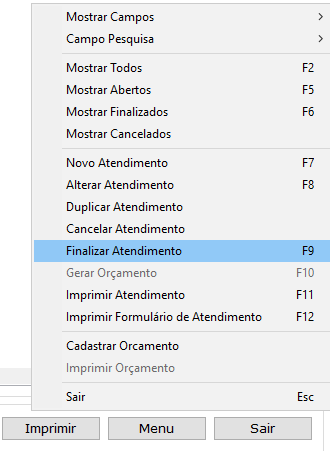 Mostrar Campos
Campo Pesquisa
Mostrar Todos F2
Mostrar Abertos F5
Mostrar Finalizados F6
Mostrar Cancelados
Novo Atendimento F7
Alterar Atendimento F8
Duplicar Atendimento
Cancelar Atendimento
Finalizar Atendimento F9
Gerar Orçamento F10
Imprimir Atendimento F11
Imprimir Formulário de Atendimento F12
Cadastrar Orcamento
Imprimir Orçamento
Sair Esc
Imprimir Menu Sair